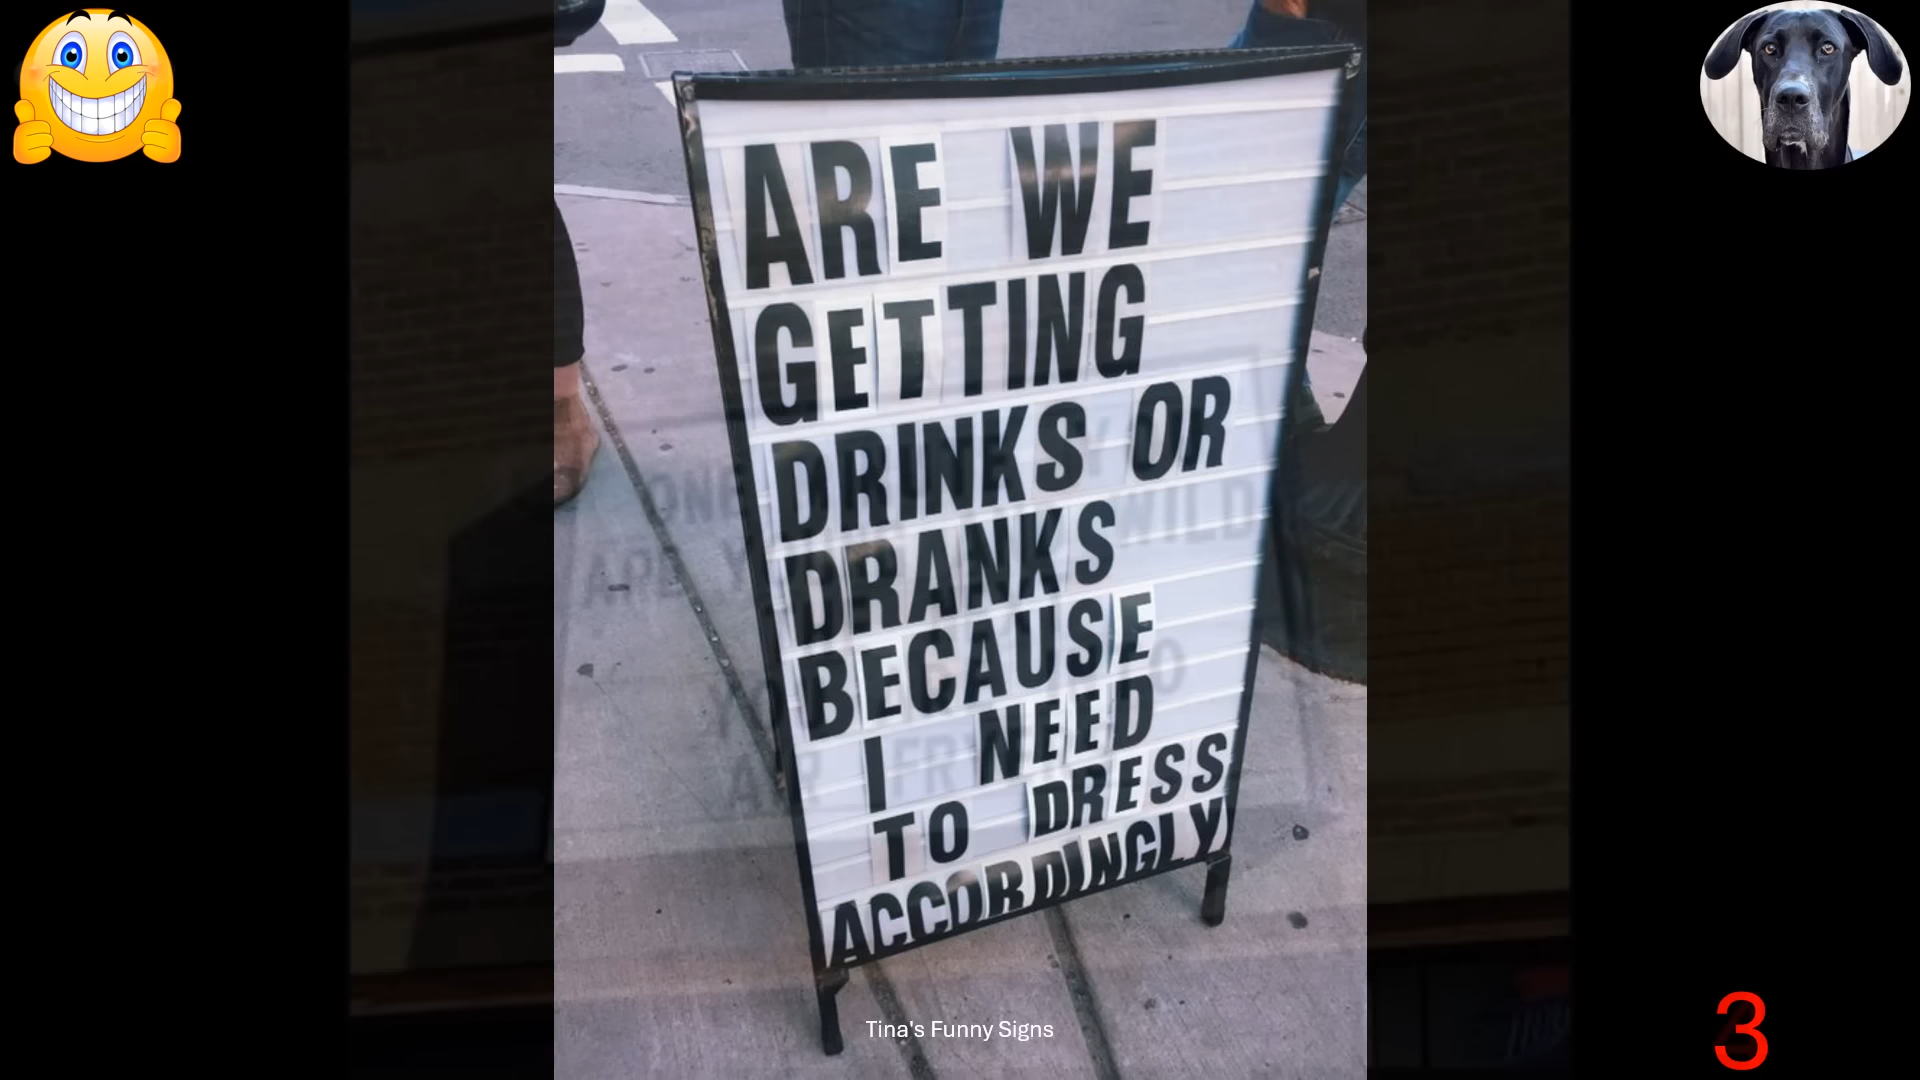 ARE WE
GETTING
DRINKS OR
DRANKS
BECAUSE
I NEED
TO DRESS
ACCORDINGLY
Tina's Funny Signs
3